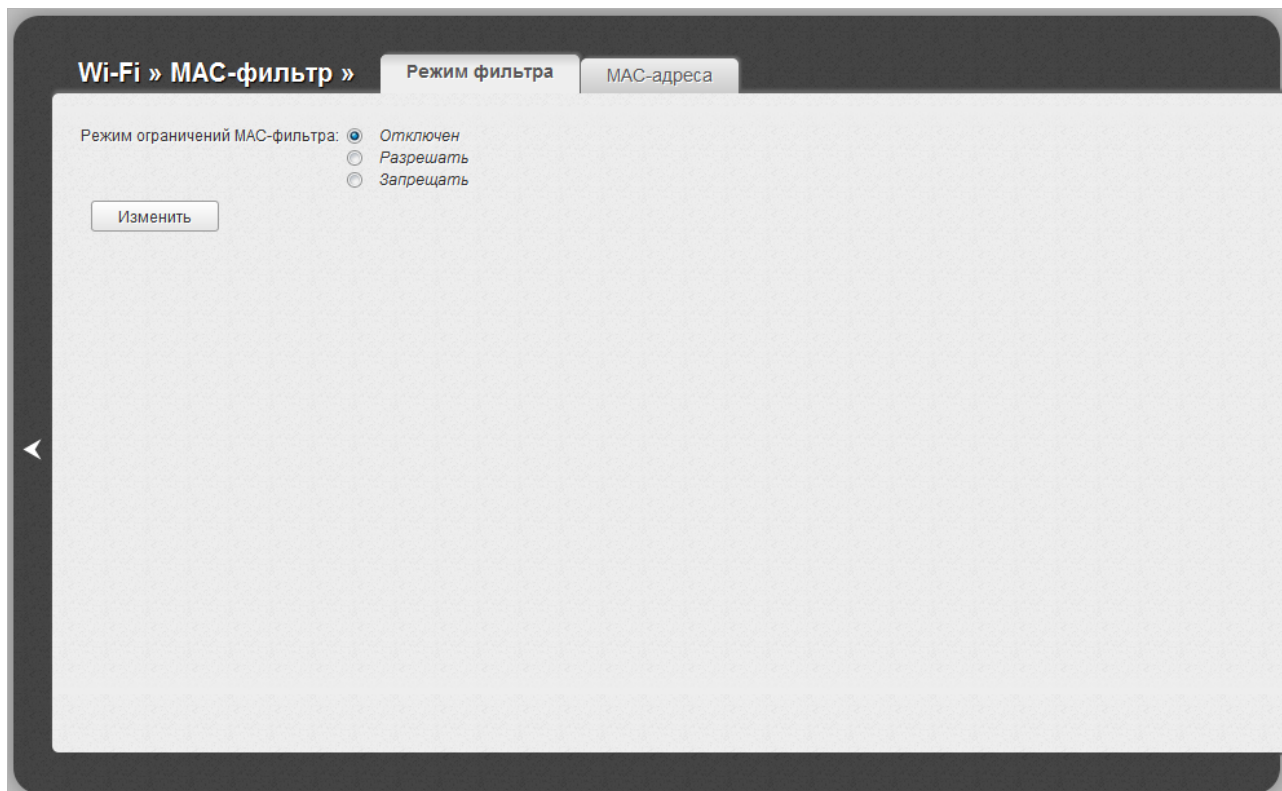 Wi-Fi » MAC-фильтр » Режим фильтра MAC-адреса
Режим ограничений MAC-фильтра: Отключен
Разрешать
Запрещать
Изменить